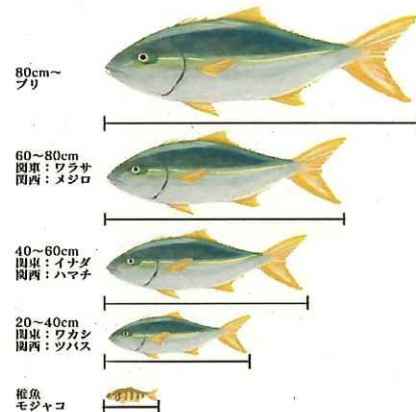 80cm～
ブリ
60～80cm
関東：ワラサ
関西：メジロ
40～60cm
関東：イナダ
関西：ハマチ
20～40cm
関東：ワカシ
関西：ツバス
稚魚
モジャコ